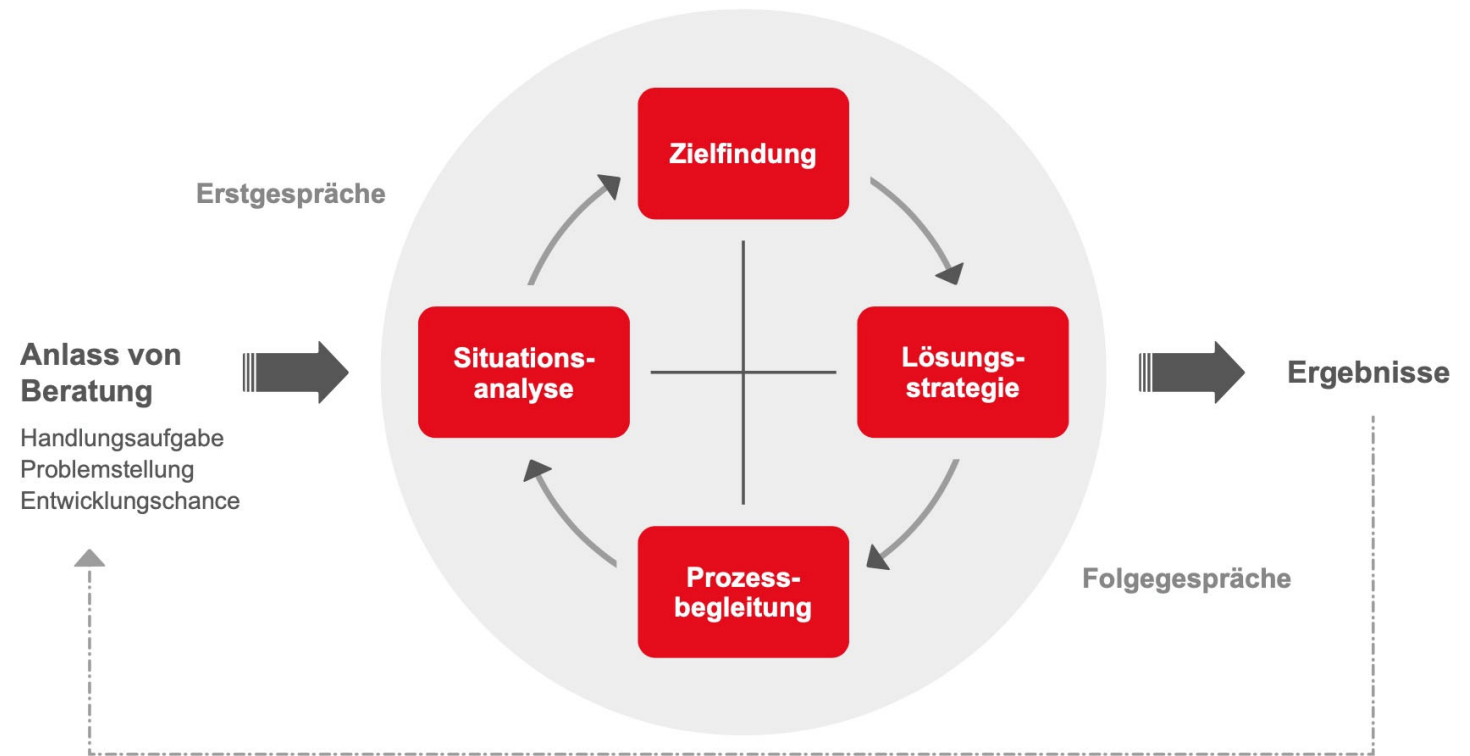 Zielfindung
Erstgespräche
Anlass von
Beratung
Handlungsaufgabe
Problemstellung
Entwicklungschance
Situations-
analyse
Lösungs-
strategie
Ergebnisse
Prozess-
begleitung
Folgegespräche